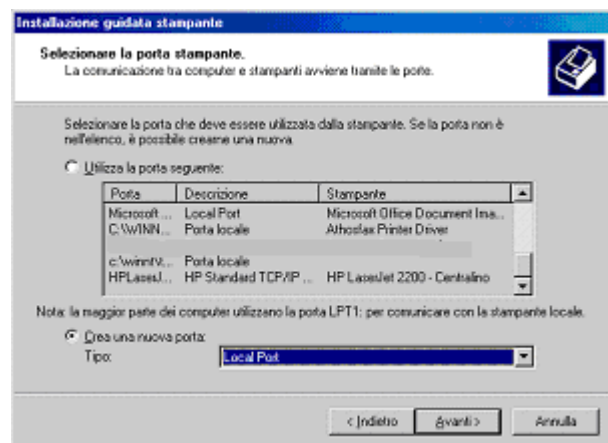 Installazione guidata stampante
Selezionare la porta stampante.
La comunicazione tra computer e stampanti avviene tramite le porte.
Selezionare la porta che deve essere utilizzata dalla stampante. Se la porta non è
nell'elenco, è possibile crearne una nuova.
Utilizza la porta seguente:
Porta Descrizione Stampante
Microsoft ... Local Port Microsoft Office Document Ima...
C:\WINN... Porta locale Athosfax Printer Driver
c:\winnt\t... Porta locale
HPLaserJ... HP Standard TCP/IP ... HP LaserJet 2200 - Centralino
Nota: la maggior parte dei computer utilizzano la porta LPT1: per comunicare con la stampante locale.
Crea una nuova porta:
Tipo: Local Port
< Indietro Avanti > Annulla